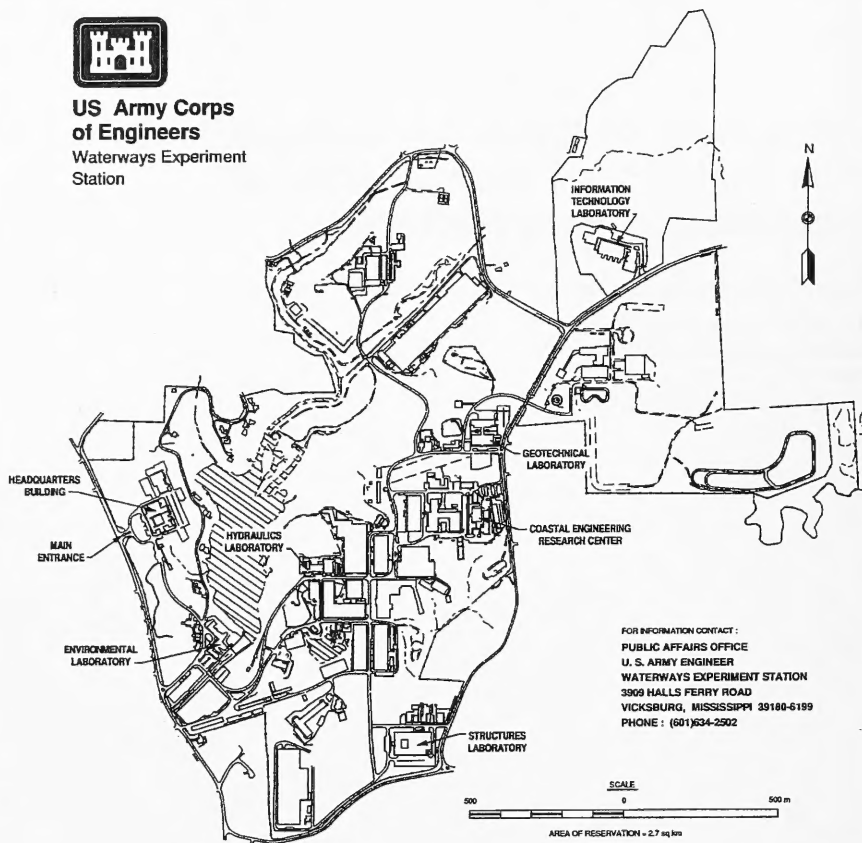 US Army Corps
of Engineers
Waterways Experiment
Station
N
INFORMATION
TECHNOLOGY
LABORATORY
GEOTECHNICAL
LABORATORY
HEADQUARTERS
BUILDING
HYDRAULICS
LABORATORY
COASTAL ENGINEERING
RESEARCH CENTER
MAIN
ENTRANCE
ENVIRONMENTAL
LABORATORY
FOR INFORMATION CONTACT :
PUBLIC AFFAIRS OFFICE
U. S. ARMY ENGINEER
WATERWAYS EXPERIMENT STATION
3909 HALLS FERRY ROAD
VICKSBURG, MISSISSIPPI 39180-6199
PHONE : (601)634-2502
STRUCTURES
LABORATORY
SCALE
500 0 500 m
AREA OF RESERVATION = 2.7 sq km